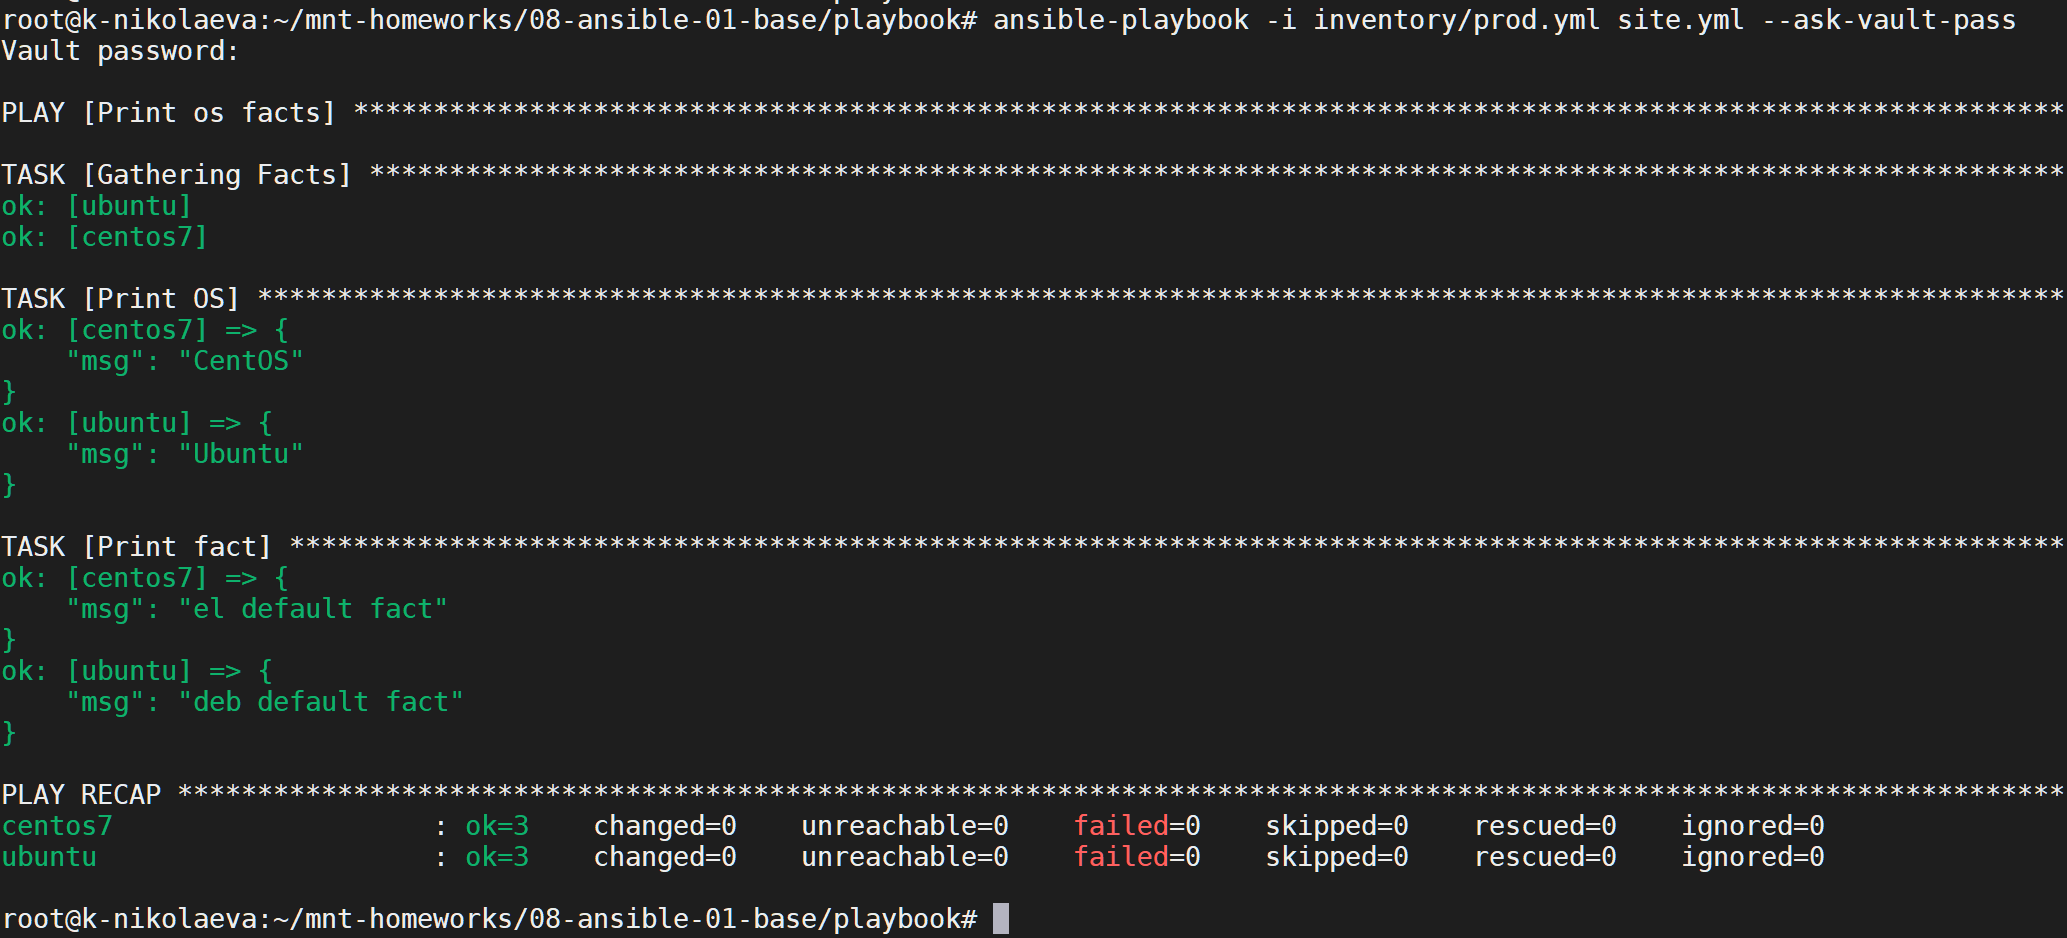 root@k-nikolaeva:~/mnt-homeworks/08-ansible-01-base/playbook# ansible-playbook -i inventory/prod.yml site.yml --ask-vault-pass
Vault password:
PLAY [Print os facts] ***********************************************************************************************************
TASK [Gathering Facts] **********************************************************************************************************
ok: [ubuntu]
ok: [centos7]
TASK [Print OS] *****************************************************************************************************************
ok: [centos7] => {
    "msg": "CentOS"
}
ok: [ubuntu] => {
    "msg": "Ubuntu"
}
TASK [Print fact] ***************************************************************************************************************
ok: [centos7] => {
    "msg": "el default fact"
}
ok: [ubuntu] => {
    "msg": "deb default fact"
}
PLAY RECAP **********************************************************************************************************************
centos7                    : ok=3    changed=0    unreachable=0    failed=0    skipped=0    rescued=0    ignored=0
ubuntu                     : ok=3    changed=0    unreachable=0    failed=0    skipped=0    rescued=0    ignored=0
root@k-nikolaeva:~/mnt-homeworks/08-ansible-01-base/playbook#